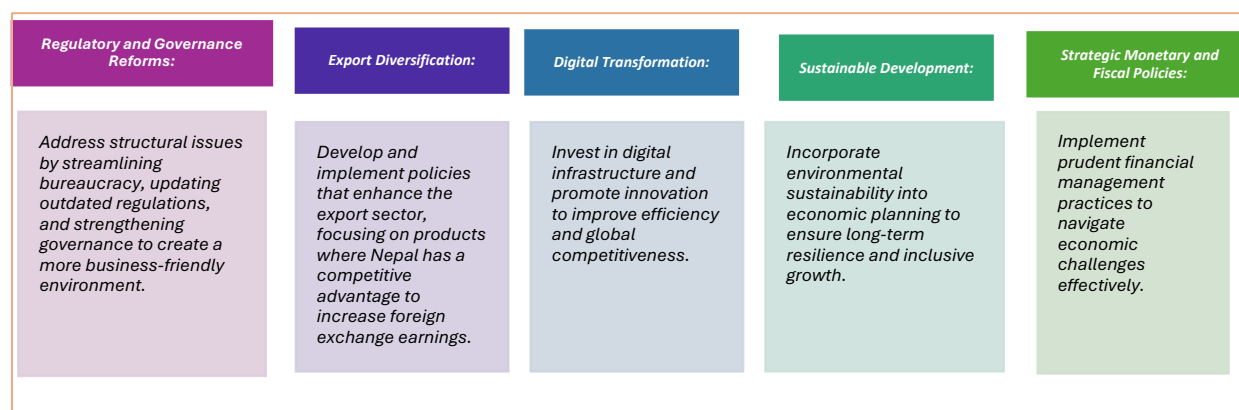 Regulatory and Governance
Reforms:
Address structural issues
by streamlining
bureaucracy, updating
outdated regulations,
and strengthening
governance to create a
more business-friendly
environment.
Export Diversification:
Develop and
implement policies
that enhance the
export sector,
focusing on products
where Nepal has a
competitive
advantage to
increase foreign
exchange earnings.
Digital Transformation:
Invest in digital
infrastructure and
promote innovation
to improve efficiency
and global
competitiveness.
Sustainable Development:
Incorporate
environmental
sustainability into
economic planning to
ensure long-term
resilience and inclusive
growth.
Strategic Monetary and
Fiscal Policies:
Implement
prudent financial
management
practices to
navigate
economic
challenges
effectively.